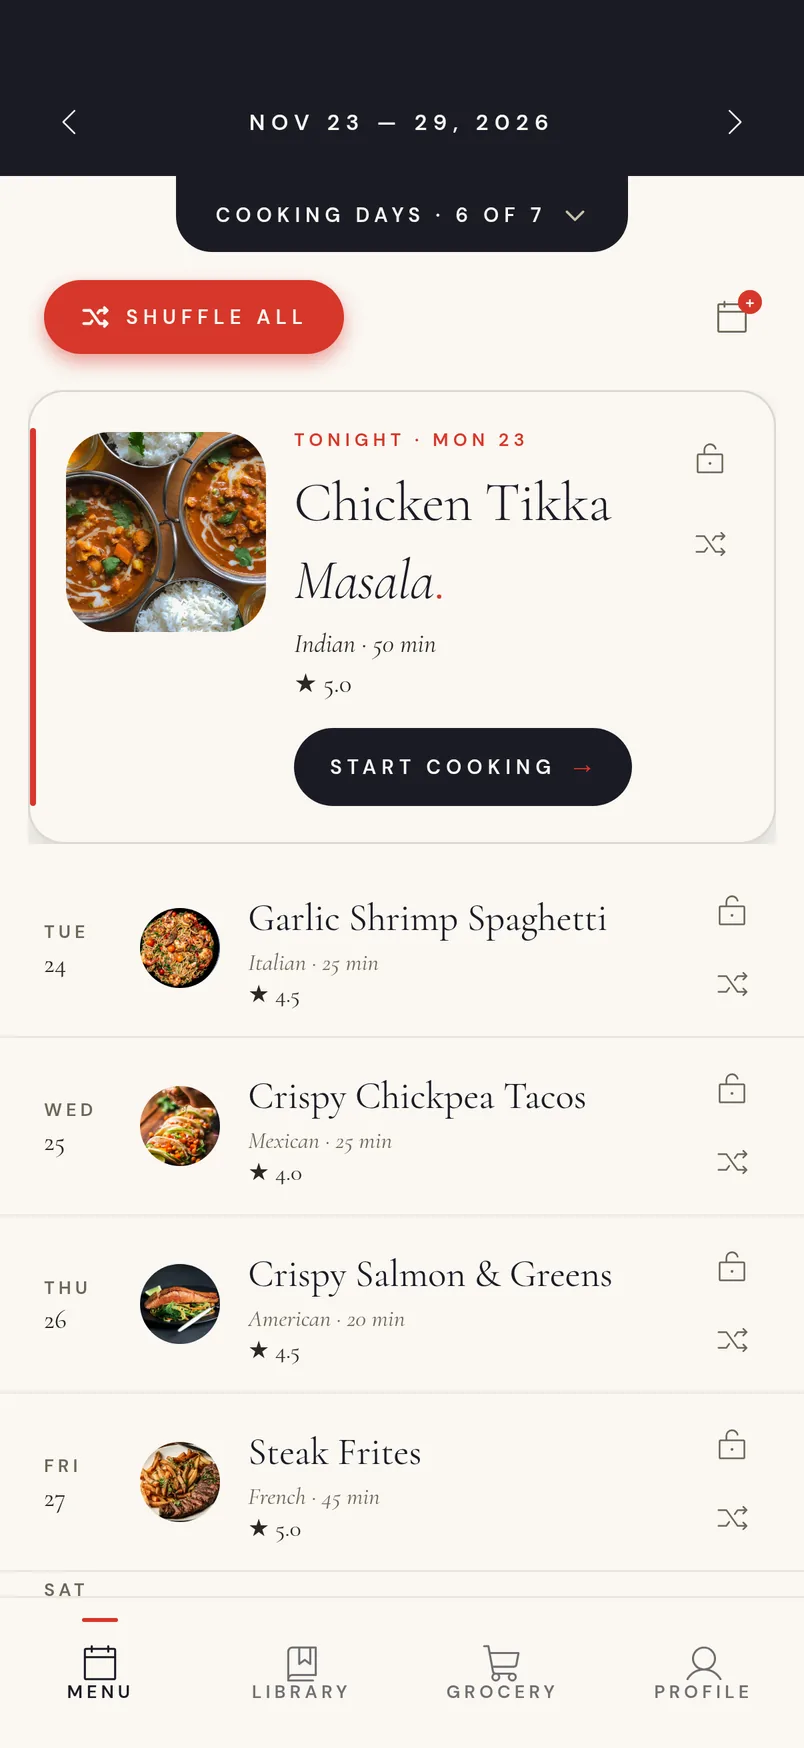 NOV 23 — 29, 2026
COOKING DAYS · 6 OF 7
SHUFFLE ALL
+
TONIGHT · MON 23
Chicken Tikka
Masala.
Indian · 50 min
★ 5.0
START COOKING →
TUE
24
Garlic Shrimp Spaghetti
Italian · 25 min
★ 4.5
WED
25
Crispy Chickpea Tacos
Mexican · 25 min
★ 4.0
THU
26
Crispy Salmon & Greens
American · 20 min
★ 4.5
FRI
27
Steak Frites
French · 45 min
★ 5.0
SAT
MENU
LIBRARY
GROCERY
PROFILE